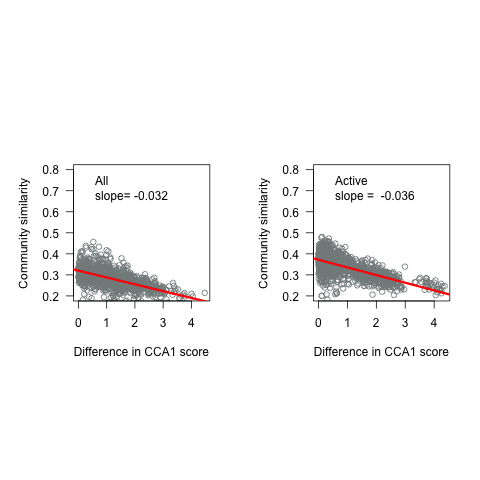 All
slope= -0.032
Community similarity
0.8
0.7
0.6
0.5
0.4
0.3
0.2
0 1 2 3 4
Difference in CCA1 score
Active
slope = -0.036
Community similarity
0.8
0.7
0.6
0.5
0.4
0.3
0.2
0 1 2 3 4
Difference in CCA1 score